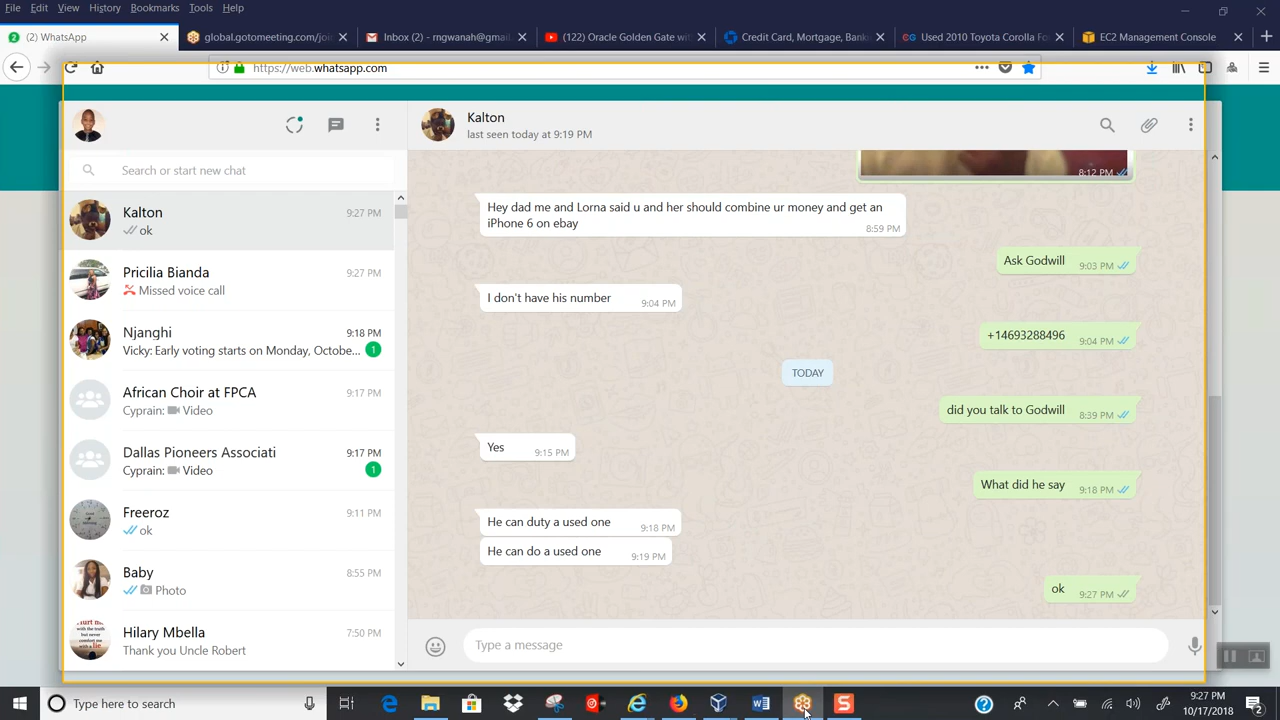 File Edit View History Bookmarks Tools Help
(2) WhatsApp
global.gotomeeting.com/joi
Inbox (2) - rngwanah@gmail.
(122) Oracle Golden Gate wit
Credit Card, Mortgage, Bank
Used 2010 Toyota Corolla Fo
EC2 Management Console
https://web.whatsapp.com
Search or start new chat
Kalton 9:27 PM
ok
Pricilia Bianda 9:27 PM
Missed voice call
Njanghi 9:18 PM
Vicky: Early voting starts on Monday, Octobe... 1
African Choir at FPCA 9:17 PM
Cyprain: Video
Dallas Pioneers Associati 9:17 PM
Cyprain: Video 1
Freeroz 9:11 PM
ok
Baby 8:55 PM
Photo
Hilary Mbella 7:50 PM
Thank you Uncle Robert
Kalton
last seen today at 9:19 PM
8:12 PM
Hey dad me and Lorna said u and her should combine ur money and get an
iPhone 6 on ebay
8:59 PM
Ask Godwill 9:03 PM
I don't have his number 9:04 PM
+14693288496 9:04 PM
TODAY
did you talk to Godwill 8:39 PM
Yes 9:15 PM
What did he say 9:18 PM
He can duty a used one 9:18 PM
He can do a used one 9:19 PM
ok 9:27 PM
Type a message
Type here to search
9:27 PM
10/17/2018